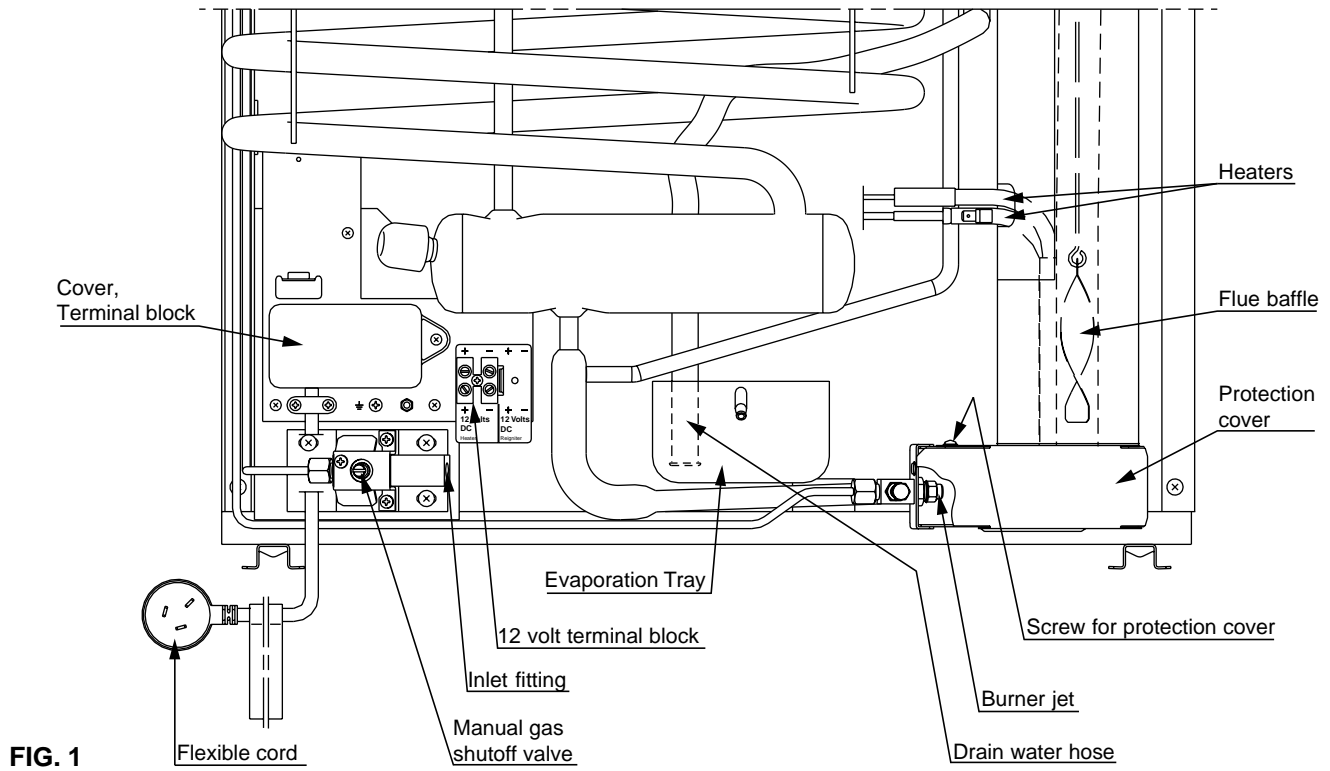 Heaters
Cover,
Terminal block
Flue baffle
Protection
cover
+ − + −
+ − + −
12 Volts 12 Volts
DC DC
Heater Reigniter
Evaporation Tray
12 volt terminal block
Screw for protection cover
Inlet fitting
Burner jet
Manual gas
shutoff valve
Drain water hose
Flexible cord
FIG. 1